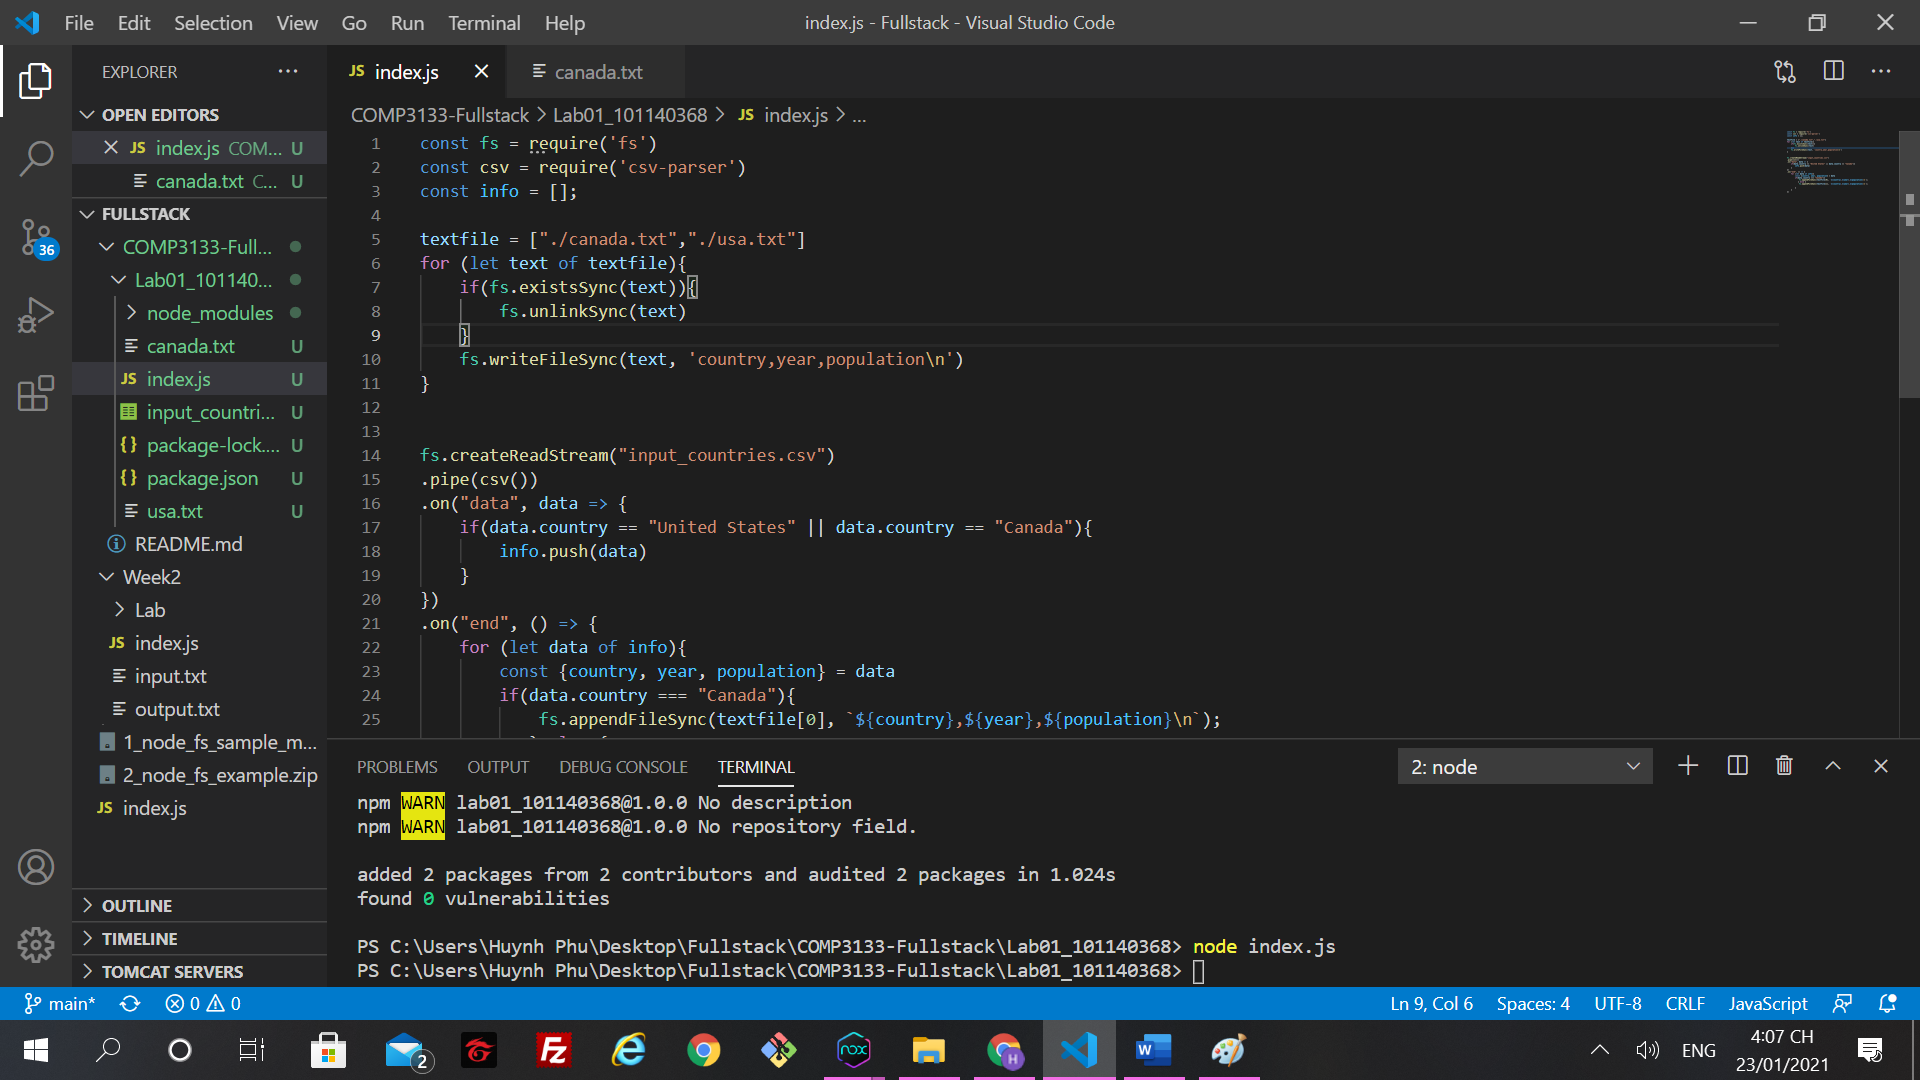 File Edit Selection View Go Run Terminal Help
index.js - Fullstack - Visual Studio Code
EXPLORER
OPEN EDITORS
JS index.js COM... U
canada.txt C... U
FULLSTACK
COMP3133-Full...
Lab01_101140...
node_modules
canada.txt U
JS index.js U
input_countri... U
{} package-lock.... U
{} package.json U
usa.txt U
README.md
Week2
Lab
JS index.js
input.txt
output.txt
1_node_fs_sample_m...
2_node_fs_example.zip
JS index.js
OUTLINE
TIMELINE
TOMCAT SERVERS
36
JS index.js
canada.txt
COMP3133-Fullstack > Lab01_101140368 > JS index.js > ...
1 const fs = require('fs')
2 const csv = require('csv-parser')
3 const info = [];
4
5 textfile = ["./canada.txt","./usa.txt"]
6 for (let text of textfile){
7 if(fs.existsSync(text)){
8 fs.unlinkSync(text)
9 }
10 fs.writeFileSync(text, 'country,year,population\n')
11 }
12
13
14 fs.createReadStream("input_countries.csv")
15 .pipe(csv())
16 .on("data", data => {
17 if(data.country == "United States" || data.country == "Canada"){
18 info.push(data)
19 }
20 })
21 .on("end", () => {
22 for (let data of info){
23 const {country, year, population} = data
24 if(data.country === "Canada"){
25 fs.appendFileSync(textfile[0], `${country},${year},${population}\n`);
PROBLEMS OUTPUT DEBUG CONSOLE TERMINAL
2: node
npm WARN lab01_101140368@1.0.0 No description
npm WARN lab01_101140368@1.0.0 No repository field.
added 2 packages from 2 contributors and audited 2 packages in 1.024s
found 0 vulnerabilities
PS C:\Users\Huynh Phu\Desktop\Fullstack\COMP3133-Fullstack\Lab01_101140368> node index.js
PS C:\Users\Huynh Phu\Desktop\Fullstack\COMP3133-Fullstack\Lab01_101140368>
main* 0 0
Ln 9, Col 6 Spaces: 4 UTF-8 CRLF JavaScript
2
Fz
nox
H
W
ENG
4:07 CH
23/01/2021